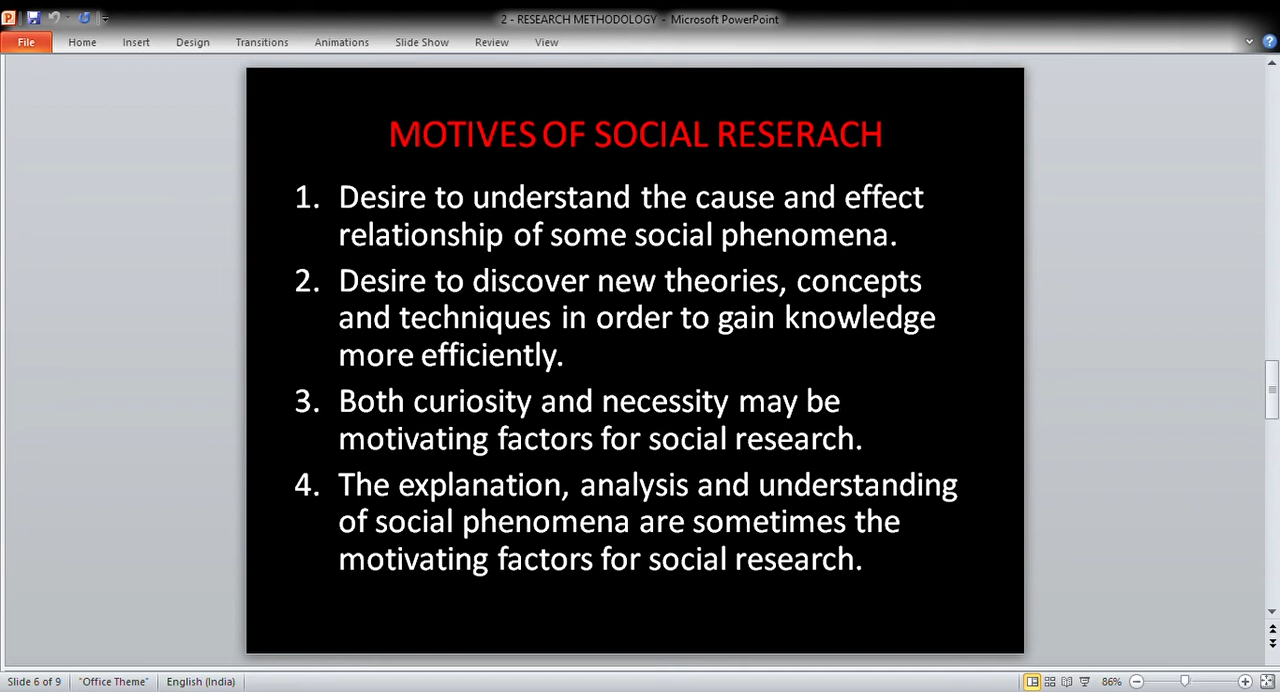 2 - RESEARCH METHODOLOGY - Microsoft PowerPoint
File Home Insert Design Transitions Animations Slide Show Review View
MOTIVES OF SOCIAL RESERACH
1. Desire to understand the cause and effect
relationship of some social phenomena.
2. Desire to discover new theories, concepts
and techniques in order to gain knowledge
more efficiently.
3. Both curiosity and necessity may be
motivating factors for social research.
4. The explanation, analysis and understanding
of social phenomena are sometimes the
motivating factors for social research.
Slide 6 of 9 "Office Theme" English (India) 86%